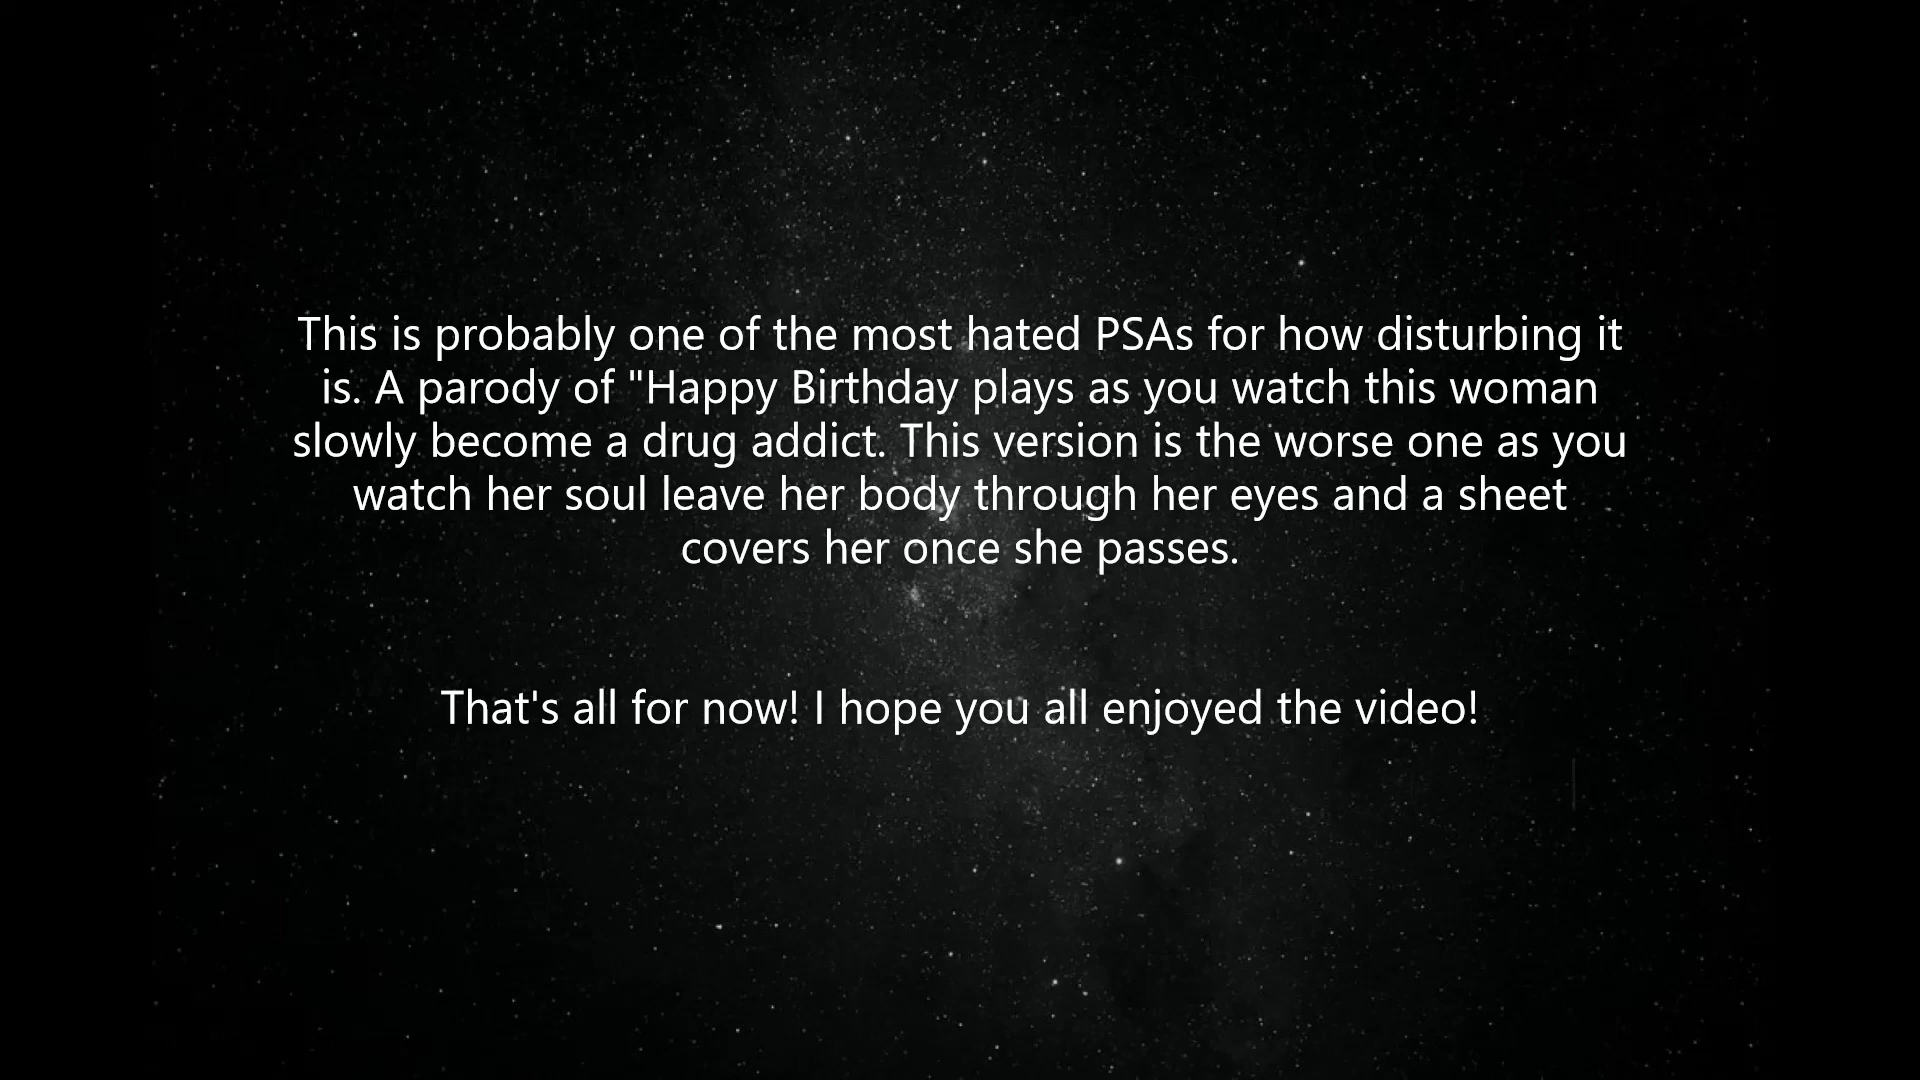 This is probably one of the most hated PSAs for how disturbing it
is. A parody of "Happy Birthday plays as you watch this woman
slowly become a drug addict. This version is the worse one as you
watch her soul leave her body through her eyes and a sheet
covers her once she passes.
That's all for now! I hope you all enjoyed the video!